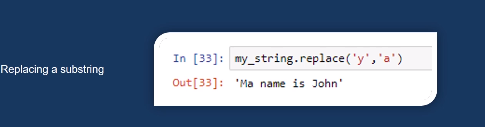 Replacing a substring
In [33]: my_string.replace('y','a')
Out[33]: 'Ma name is John'